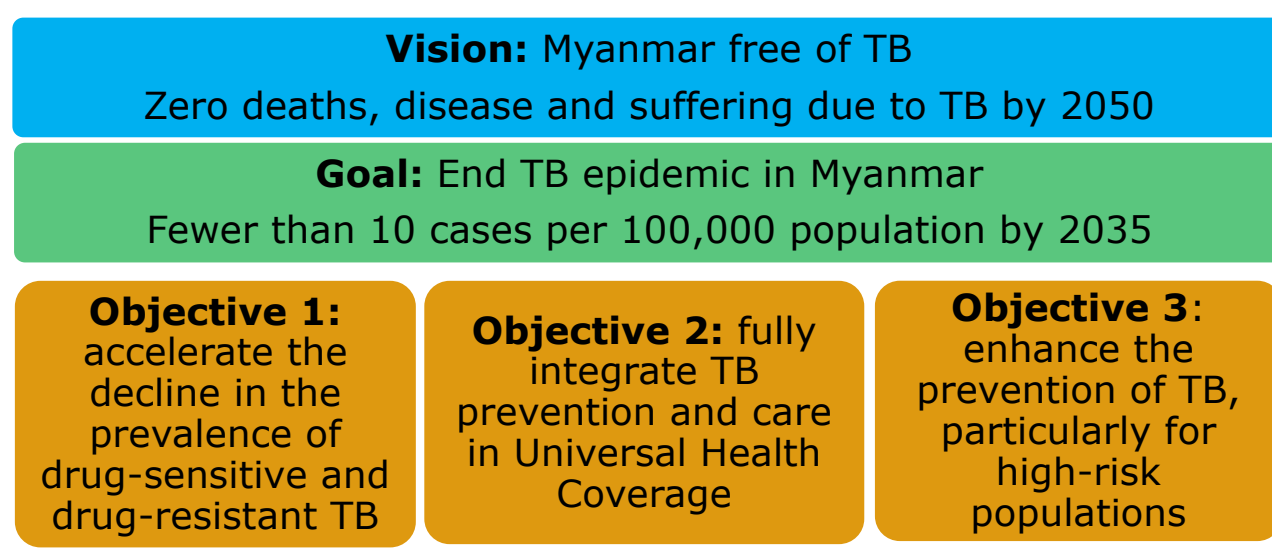 Vision: Myanmar free of TB
Zero deaths, disease and suffering due to TB by 2050
Goal: End TB epidemic in Myanmar
Fewer than 10 cases per 100,000 population by 2035
Objective 1:
accelerate the
decline in the
prevalence of
drug-sensitive and
drug-resistant TB
Objective 2: fully
integrate TB
prevention and care
in Universal Health
Coverage
Objective 3:
enhance the
prevention of TB,
particularly for
high-risk
populations